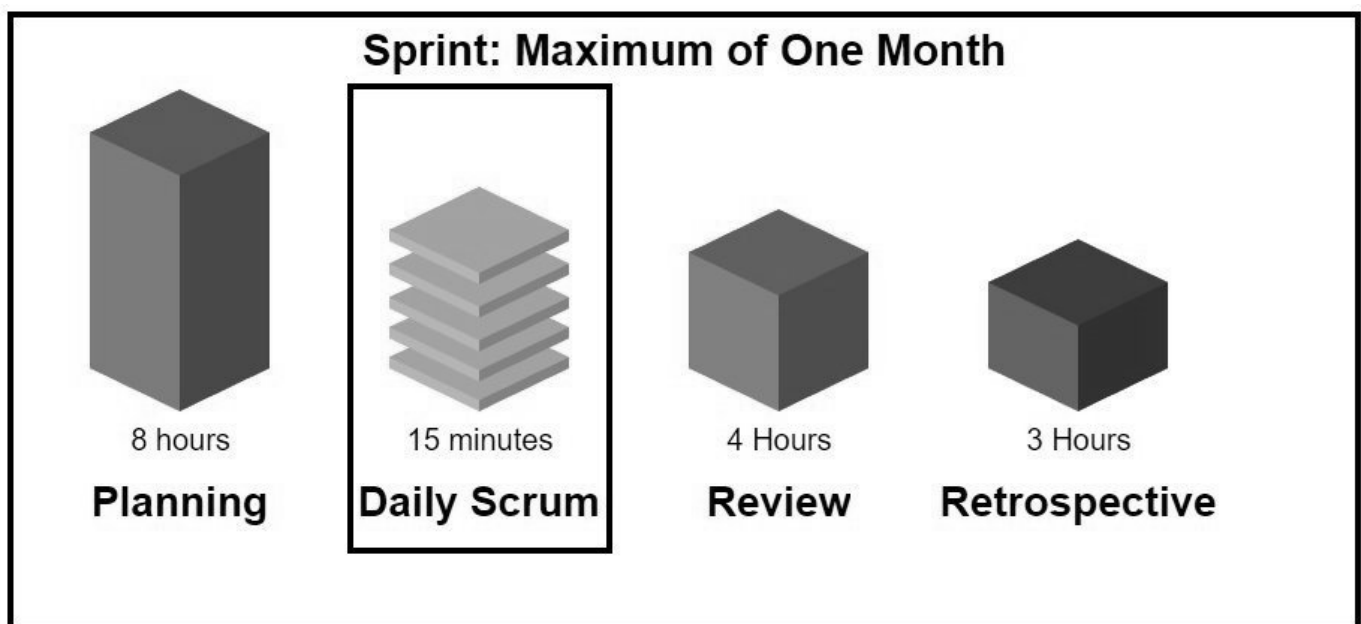 Sprint: Maximum of One Month
8 hours
15 minutes
4 Hours
3 Hours
Planning
Daily Scrum
Review
Retrospective